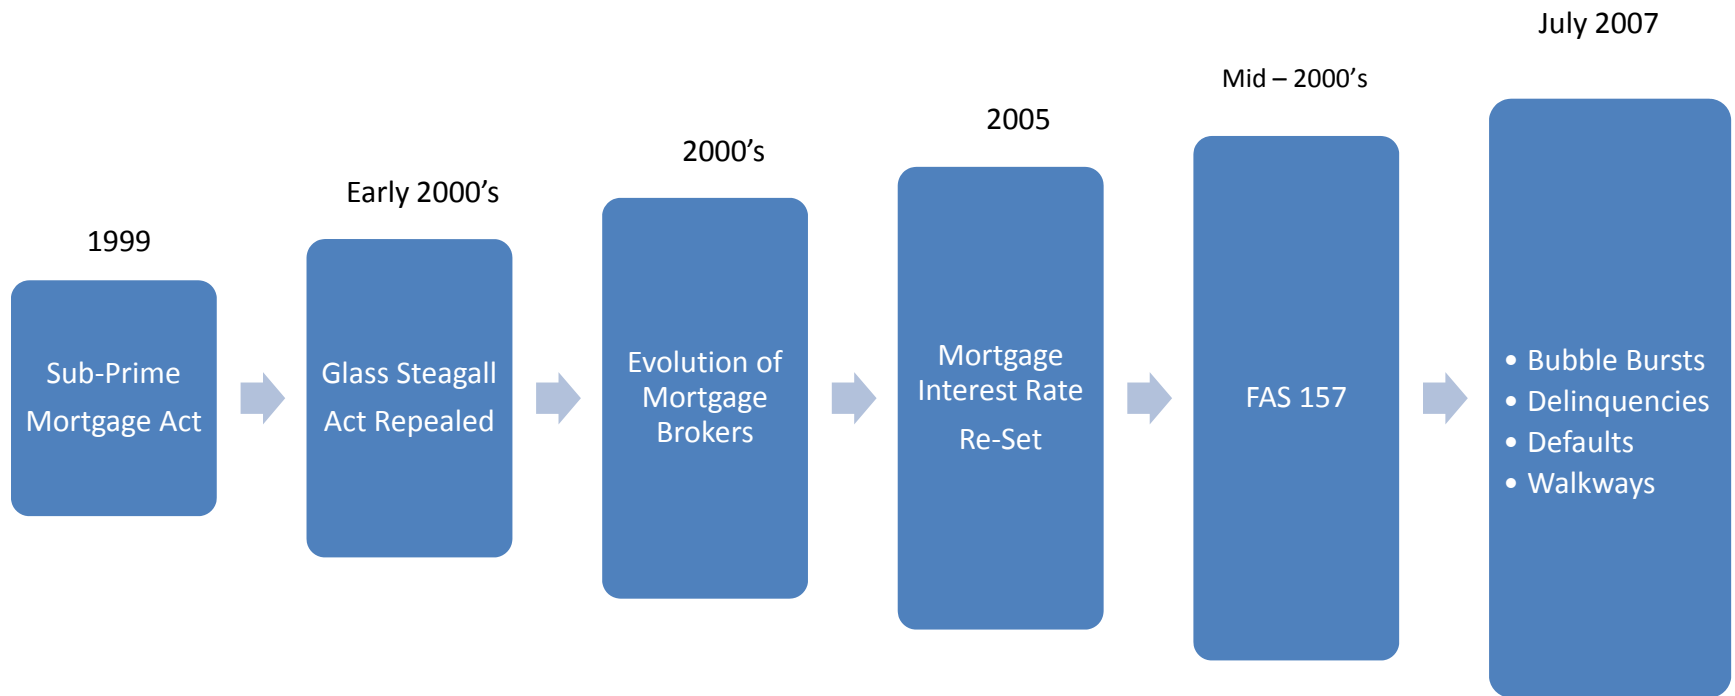 1999
Sub-Prime
Mortgage Act
Early 2000's
Glass Steagall
Act Repealed
2000's
Evolution of
Mortgage
Brokers
2005
Mortgage
Interest Rate
Re-Set
Mid – 2000's
FAS 157
July 2007
• Bubble Bursts
• Delinquencies
• Defaults
• Walkways